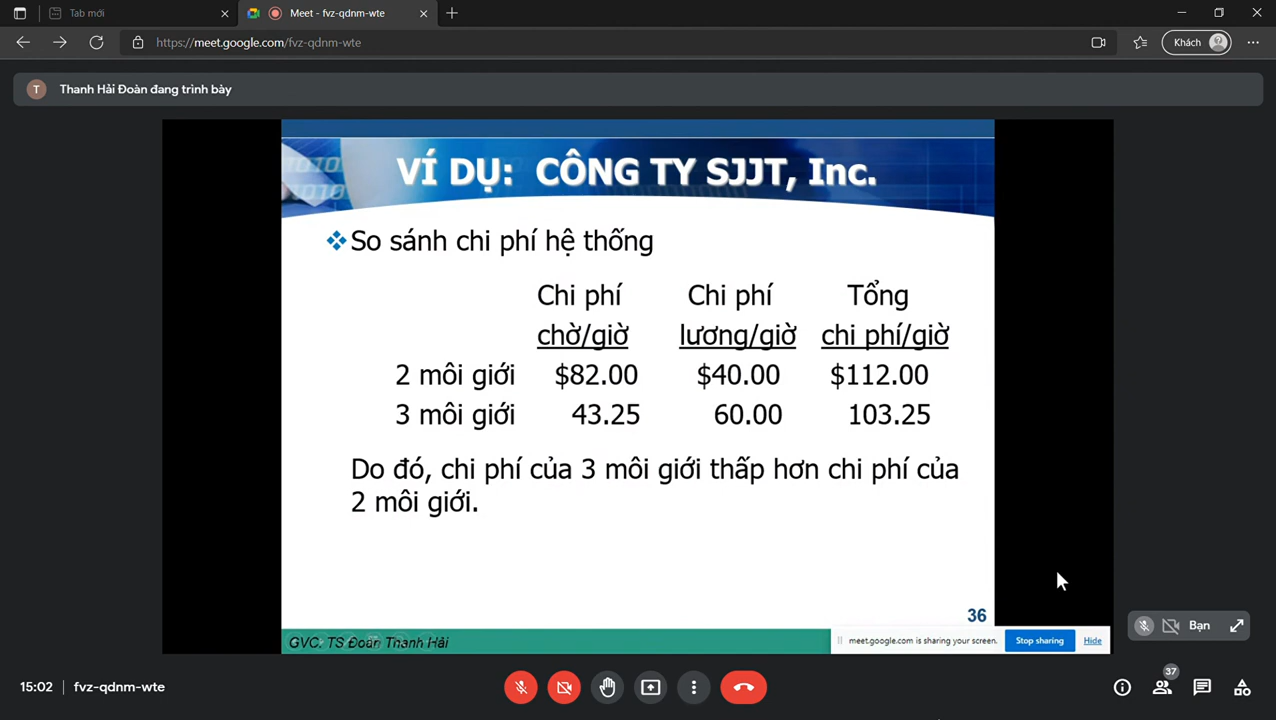 Tab mới
Meet - fvz-qdnm-wte
https://meet.google.com/fvz-qdnm-wte
Khách
T
Thanh Hải Đoàn đang trình bày
VÍ DỤ: CÔNG TY SJJT, Inc.
So sánh chi phí hệ thống
Chi phí Chi phí Tổng
chờ/giờ lương/giờ chi phí/giờ
2 môi giới $82.00 $40.00 $112.00
3 môi giới 43.25 60.00 103.25
Do đó, chi phí của 3 môi giới thấp hơn chi phí của
2 môi giới.
36
GVC. TS Đoàn Thanh Hải
meet.google.com is sharing your screen.
Stop sharing
Hide
Bạn
15:02 | fvz-qdnm-wte
37